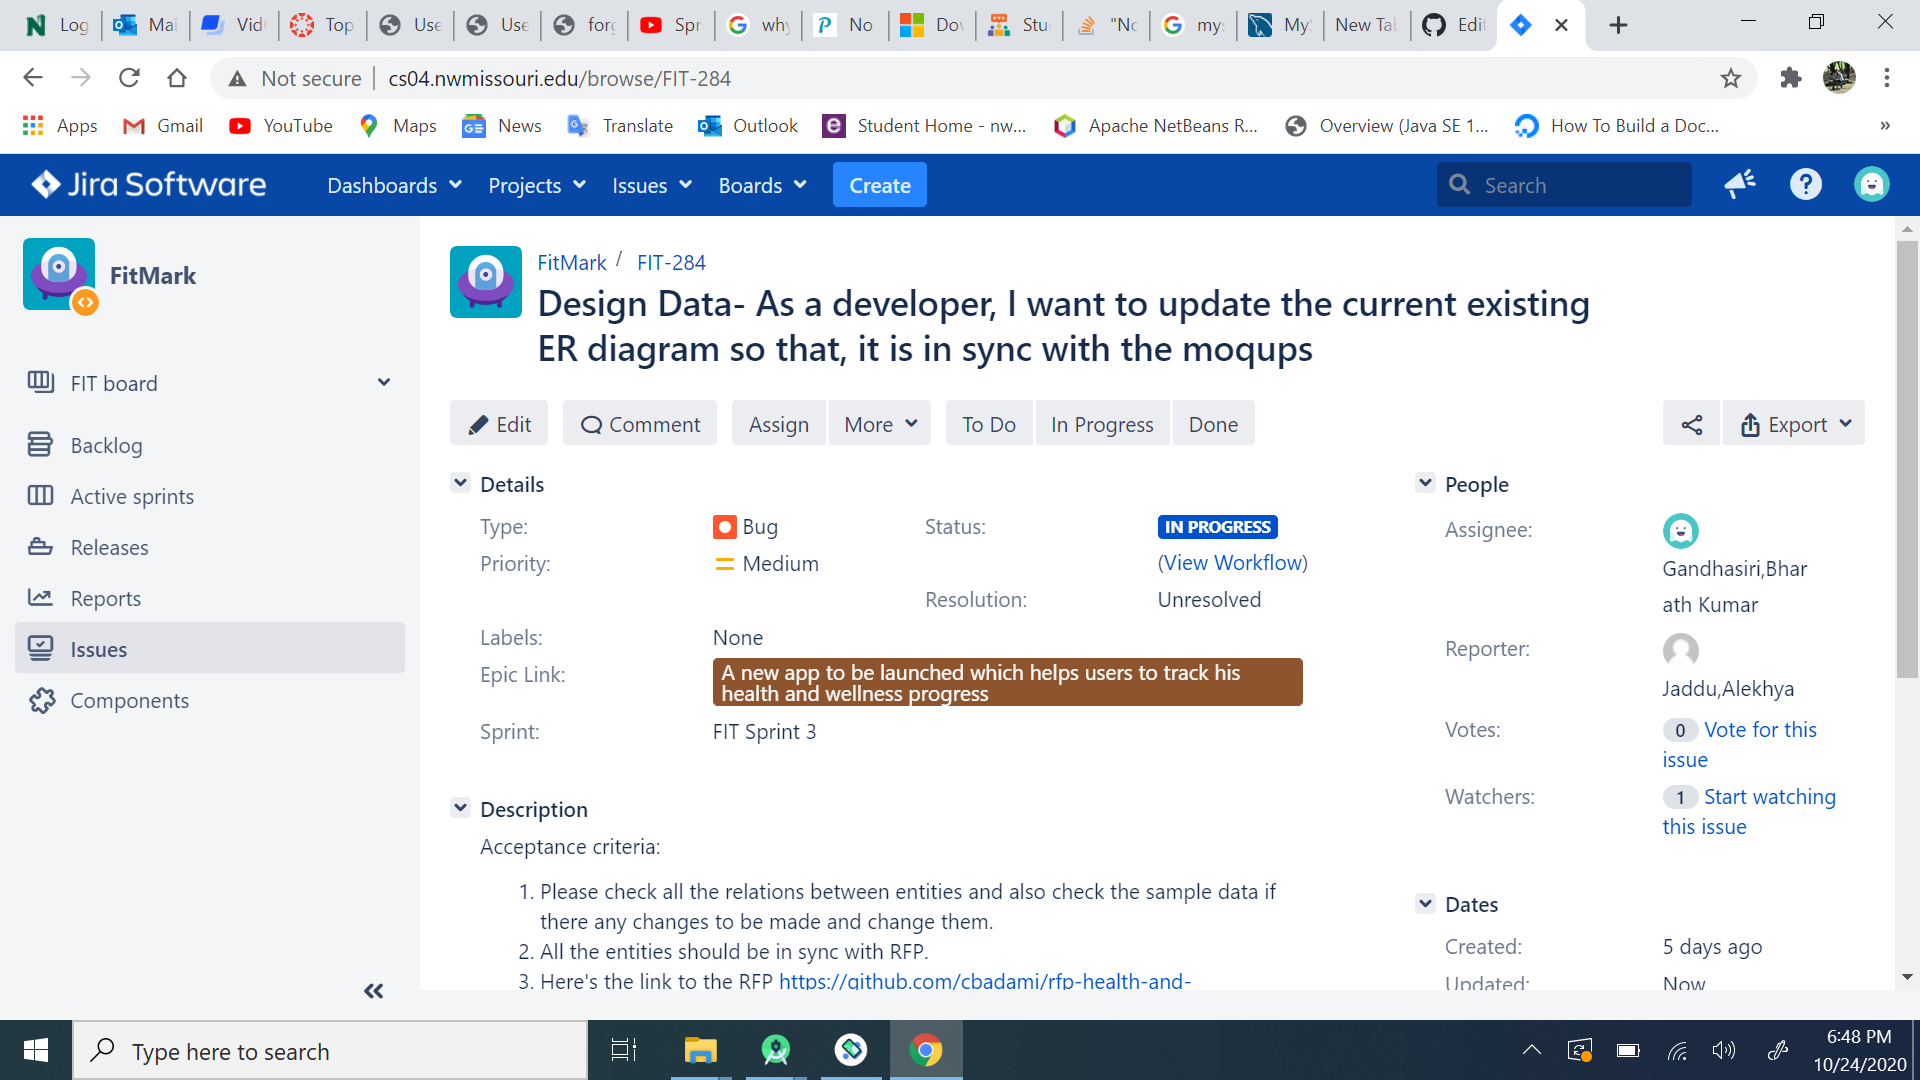 Log
Mai
Vid
Top
Use
Use
for
Spr
why
No
Dov
Stu
"Nc
mys
My
New Tab
Edit
Not secure
cs04.nwmissouri.edu/browse/FIT-284
Apps
Gmail
YouTube
Maps
News
Translate
Outlook
Student Home - nw...
Apache NetBeans R...
Overview (Java SE 1...
How To Build a Doc...
»
Jira Software
Dashboards
Projects
Issues
Boards
Create
Search
FitMark
FIT board
Backlog
Active sprints
Releases
Reports
Issues
Components
FitMark / FIT-284
Design Data- As a developer, I want to update the current existing
ER diagram so that, it is in sync with the moqups
Edit
Comment
Assign
More
To Do
In Progress
Done
Export
Details
Type: Bug
Status: IN PROGRESS
Priority: Medium
(View Workflow)
Resolution: Unresolved
Labels: None
Epic Link: A new app to be launched which helps users to track his
health and wellness progress
Sprint: FIT Sprint 3
Description
Acceptance criteria:
1. Please check all the relations between entities and also check the sample data if
there any changes to be made and change them.
2. All the entities should be in sync with RFP.
3. Here's the link to the RFP https://github.com/cbadami/rfp-health-and-
People
Assignee:
Gandhasiri,Bhar
ath Kumar
Reporter:
Jaddu,Alekhya
Votes: 0 Vote for this
issue
Watchers: 1 Start watching
this issue
Dates
Created: 5 days ago
Updated: Now
Type here to search
6:48 PM
10/24/2020